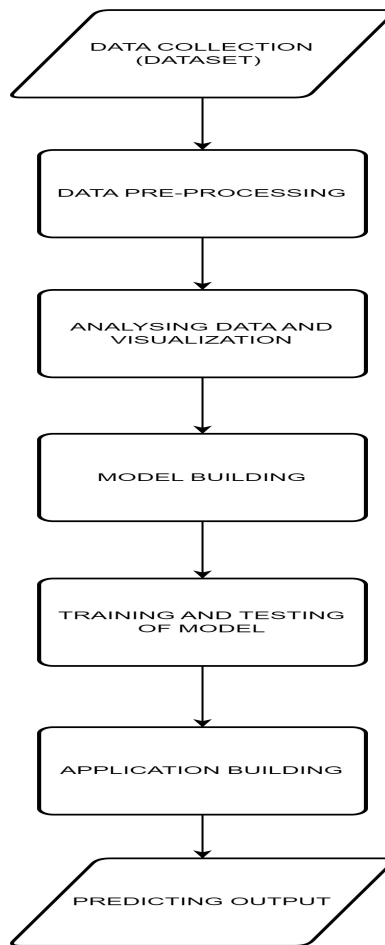 DATA COLLECTION
(DATASET)
DATA PRE-PROCESSING
ANALYSING DATA AND
VISUALIZATION
MODEL BUILDING
TRAINING AND TESTING
OF MODEL
APPLICATION BUILDING
PREDICTING OUTPUT